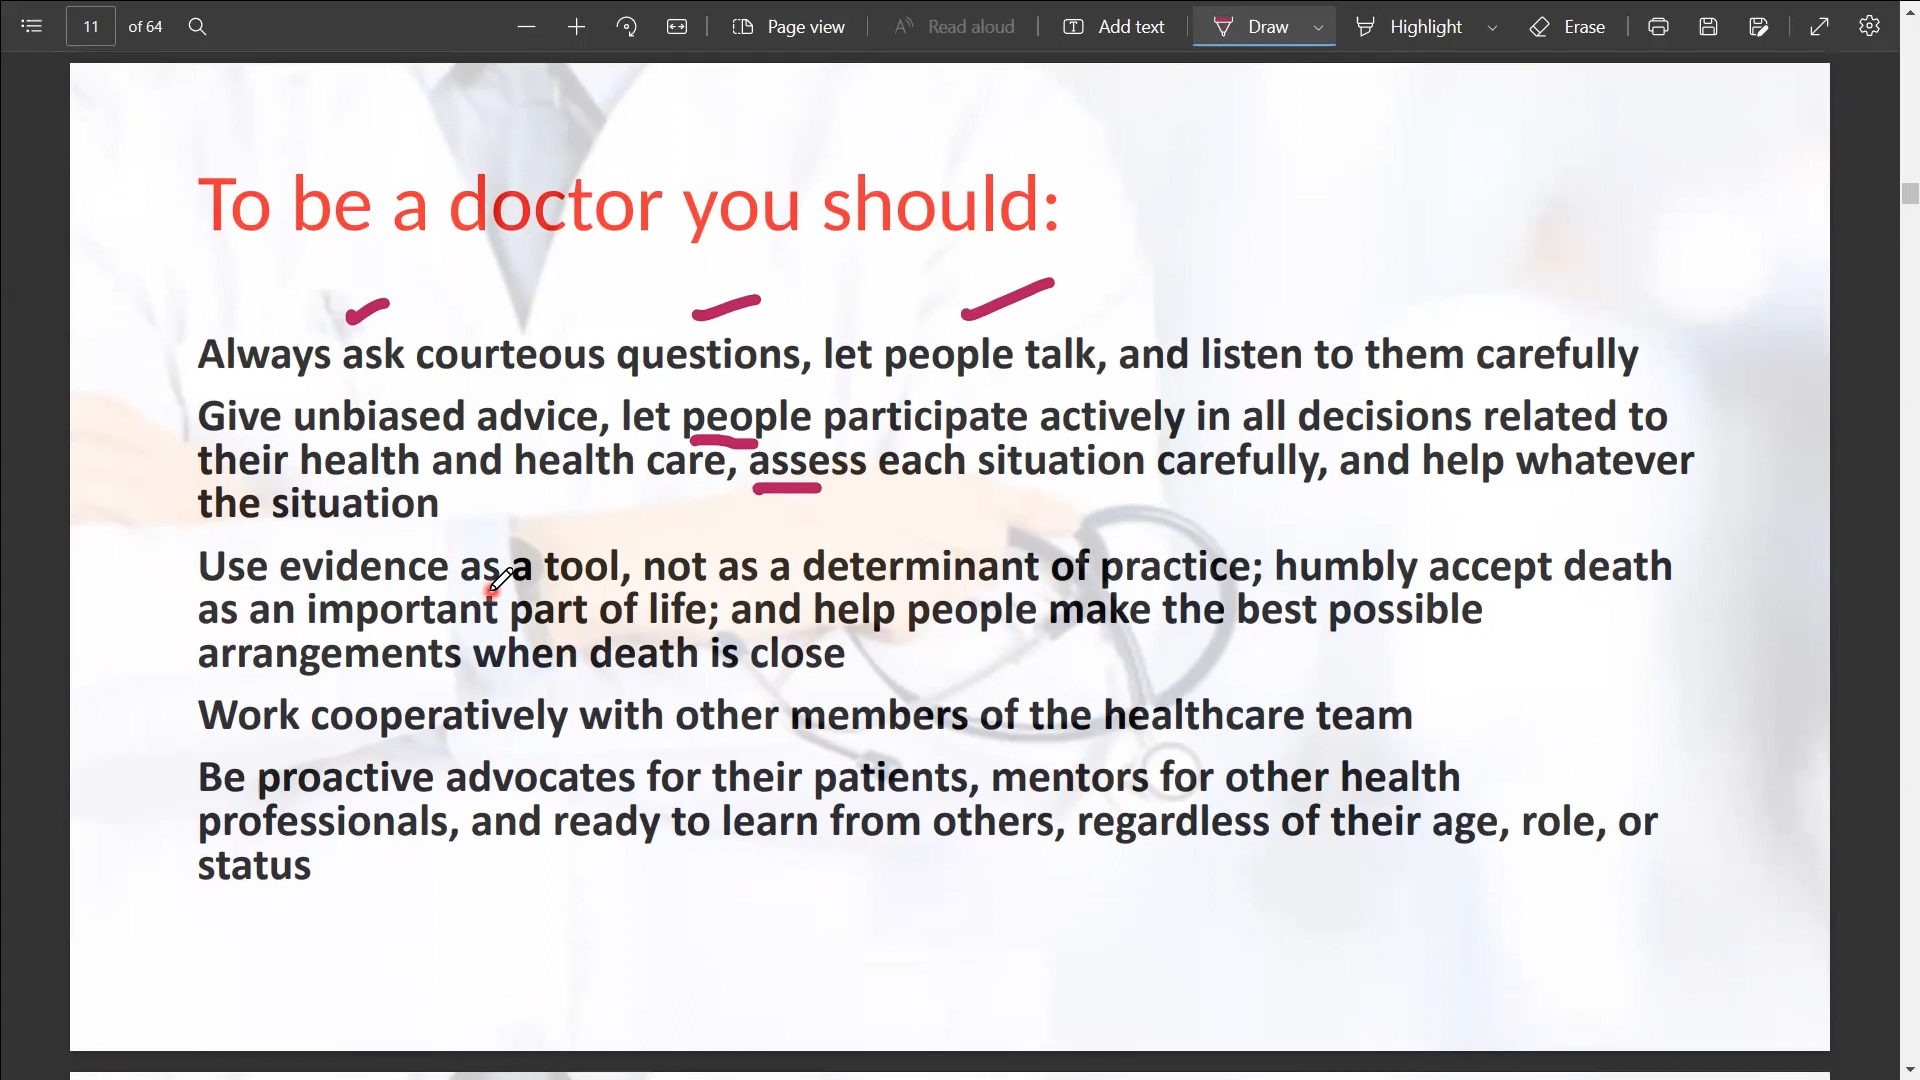 11 of 64 Page view Read aloud Add text Draw Highlight Erase
To be a doctor you should:
Always ask courteous questions, let people talk, and listen to them carefully
Give unbiased advice, let people participate actively in all decisions related to
their health and health care, assess each situation carefully, and help whatever
the situation
Use evidence as a tool, not as a determinant of practice; humbly accept death
as an important part of life; and help people make the best possible
arrangements when death is close
Work cooperatively with other members of the healthcare team
Be proactive advocates for their patients, mentors for other health
professionals, and ready to learn from others, regardless of their age, role, or
status